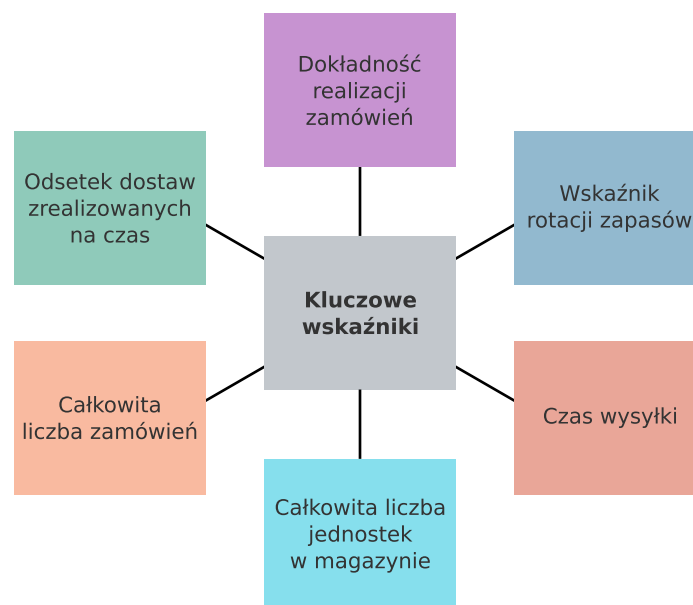 Dokładność
realizacji
zamówień
Odsetek dostaw
zrealizowanych
na czas
Wskaźnik
rotacji zapasów
Kluczowe
wskaźniki
Całkowita
liczba zamówień
Czas wysyłki
Całkowita liczba
jednostek
w magazynie